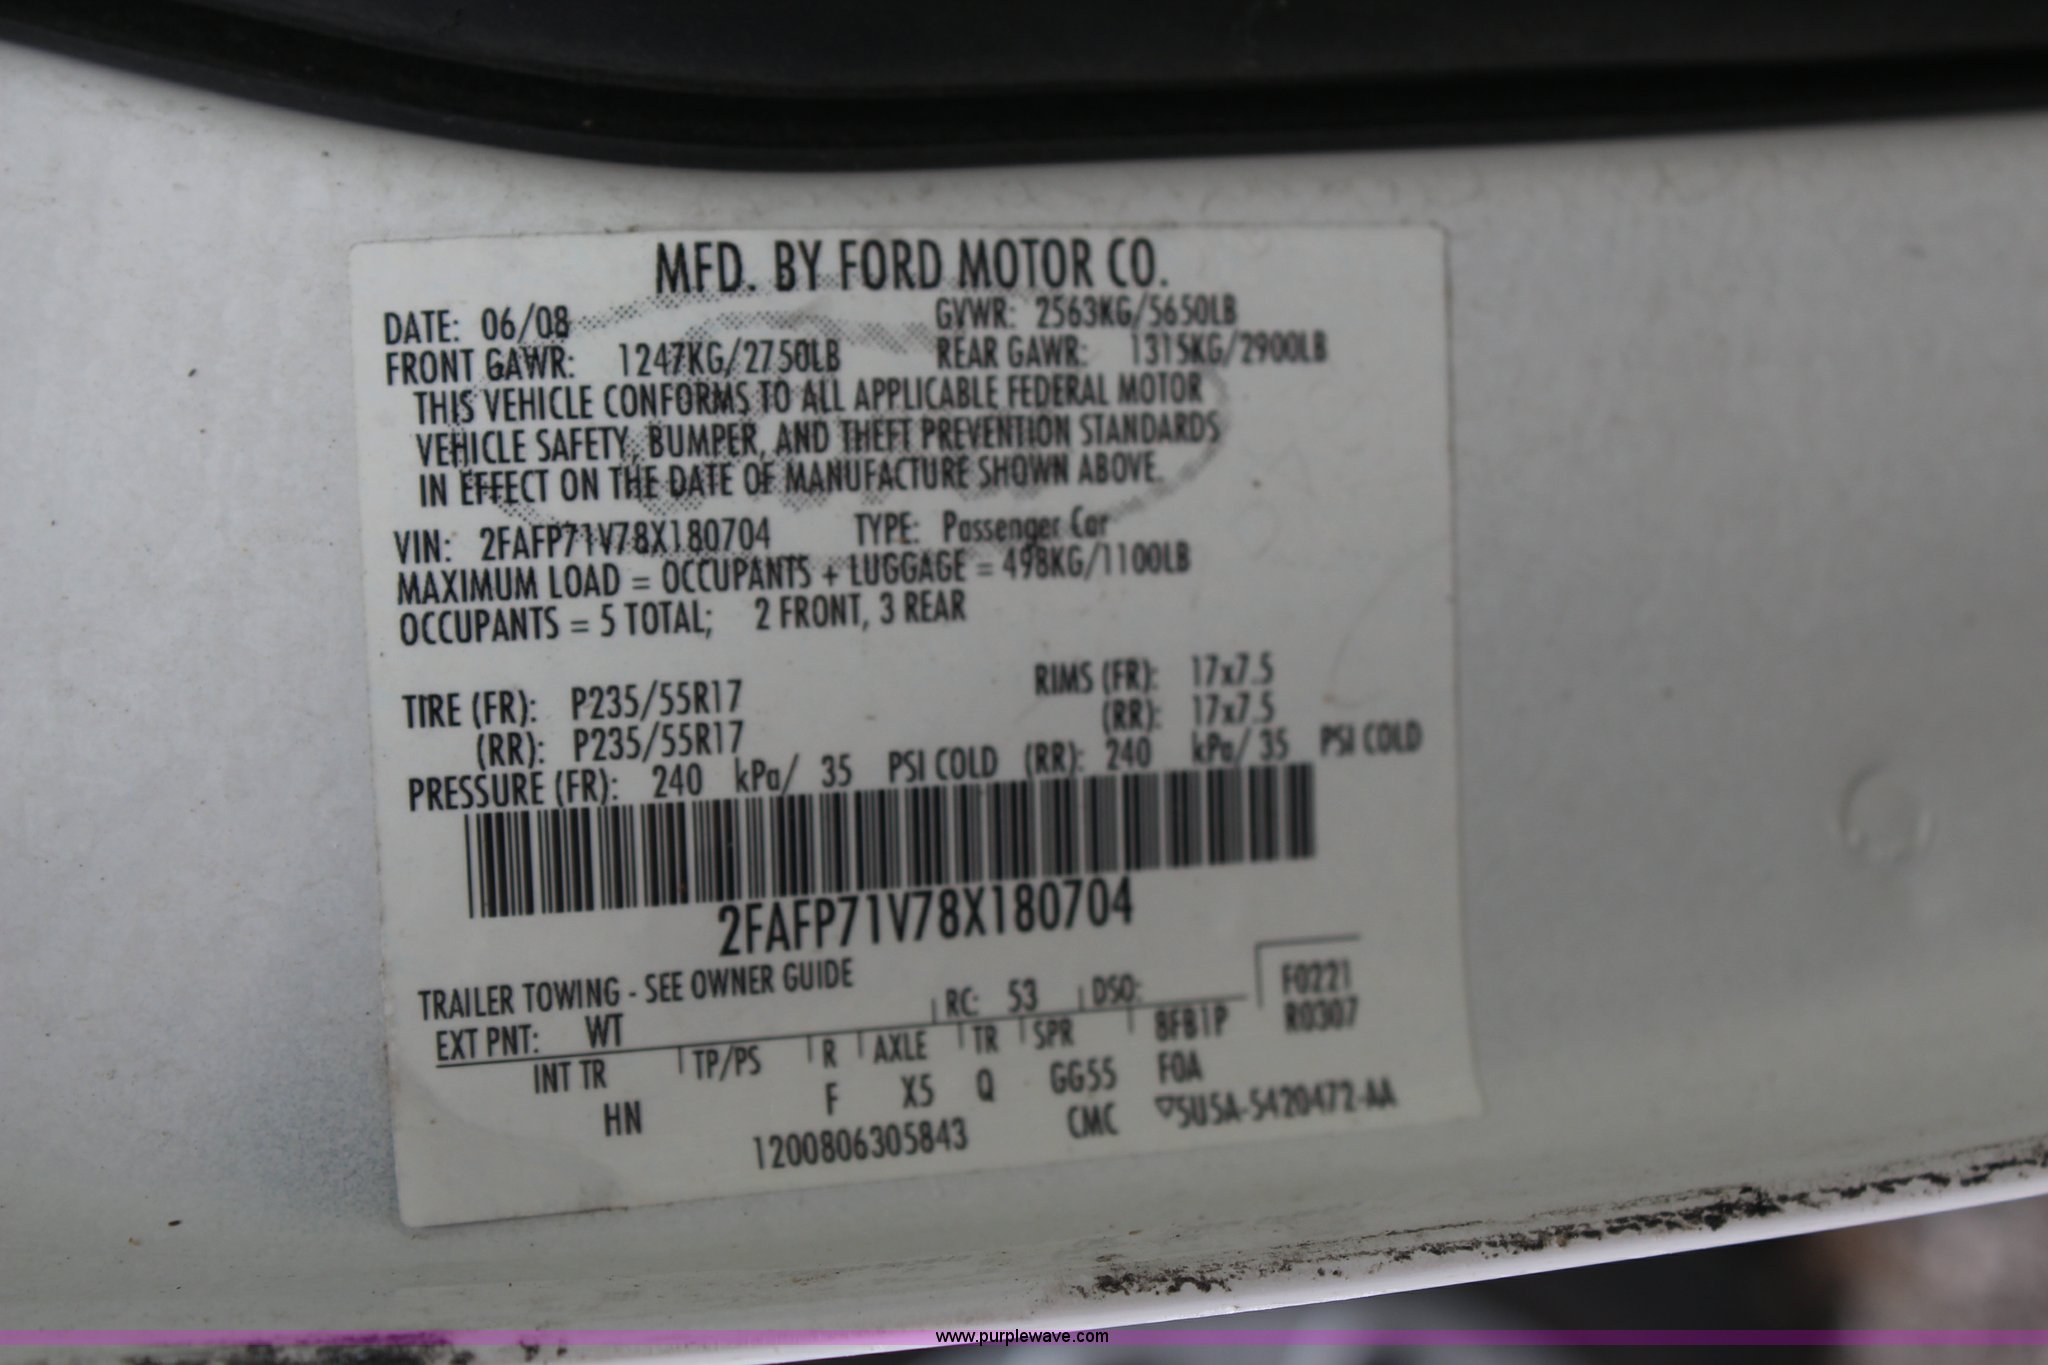 MFD. BY FORD MOTOR CO.
DATE: 06/08 GVWR: 2563KG/5650LB
FRONT GAWR: 1247KG/2750LB REAR GAWR: 1315KG/2900LB
THIS VEHICLE CONFORMS TO ALL APPLICABLE FEDERAL MOTOR
VEHICLE SAFETY, BUMPER, AND THEFT PREVENTION STANDARDS
IN EFFECT ON THE DATE OF MANUFACTURE SHOWN ABOVE.
VIN: 2FAFP71V78X180704 TYPE: Passenger Car
MAXIMUM LOAD = OCCUPANTS + LUGGAGE = 498KG/1100LB
OCCUPANTS = 5 TOTAL; 2 FRONT, 3 REAR
TIRE (FR): P235/55R17 RIMS (FR): 17x7.5
(RR): P235/55R17 (RR): 17x7.5
PRESSURE (FR): 240 kPa/ 35 PSI COLD (RR): 240 kPa/ 35 PSI COLD
2FAFP71V78X180704
TRAILER TOWING - SEE OWNER GUIDE F0221
EXT PNT: WT RC: 53 DSO: R0307
INT TR TP/PS R AXLE TR SPR 8FB1P
HN F X5 Q GG55 F0A
1200806305843 CMC ▽5U5A-5420472-AA
www.purplewave.com